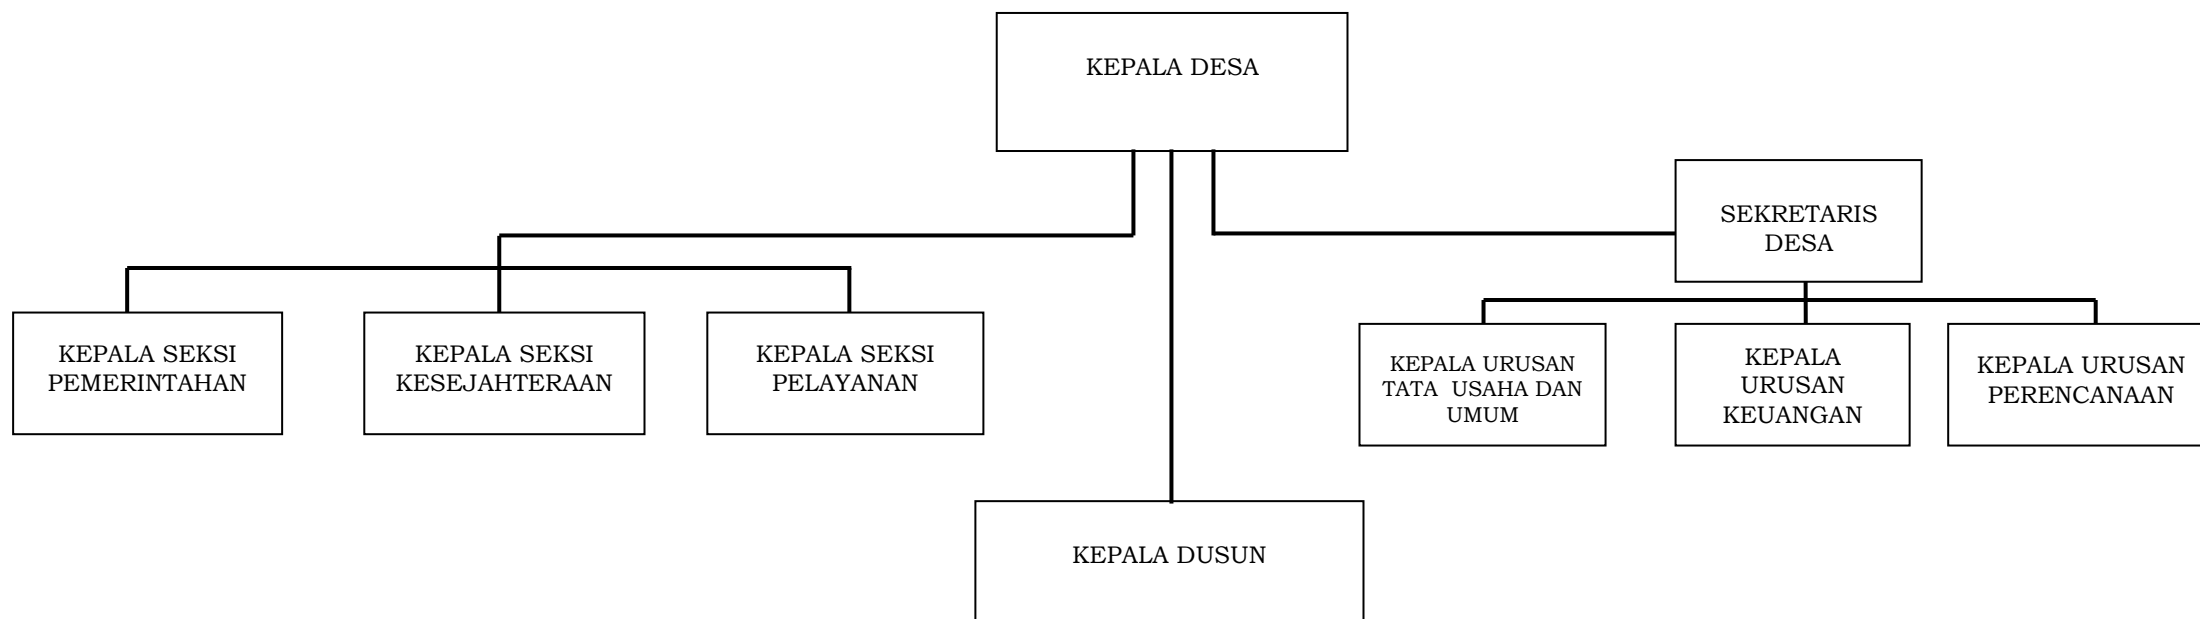 KEPALA DESA
SEKRETARIS
DESA
KEPALA SEKSI
PEMERINTAHAN
KEPALA SEKSI
KESEJAHTERAAN
KEPALA SEKSI
PELAYANAN
KEPALA URUSAN
TATA  USAHA DAN
UMUM
KEPALA
URUSAN
KEUANGAN
KEPALA URUSAN
PERENCANAAN
KEPALA DUSUN